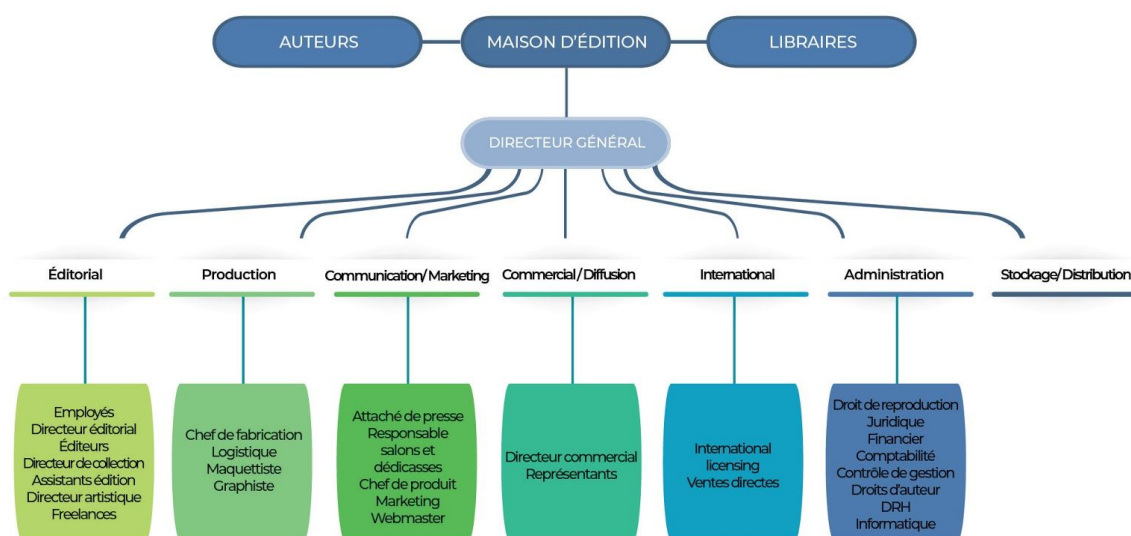 AUTEURS
MAISON D'ÉDITION
LIBRAIRES
DIRECTEUR GÉNÉRAL
Éditorial
Production
Communication/Marketing
Commercial/Diffusion
International
Administration
Stockage/Distribution
Employés
Directeur éditorial
Éditeurs
Directeur de collection
Assistants édition
Directeur artistique
Freelances
Chef de fabrication
Logistique
Maquettiste
Graphiste
Attaché de presse
Responsable
salons et
dédicasses
Chef de produit
Marketing
Webmaster
Directeur commercial
Représentants
International
licensing
Ventes directes
Droit de reproduction
Juridique
Financier
Comptabilité
Contrôle de gestion
Droits d'auteur
DRH
Informatique